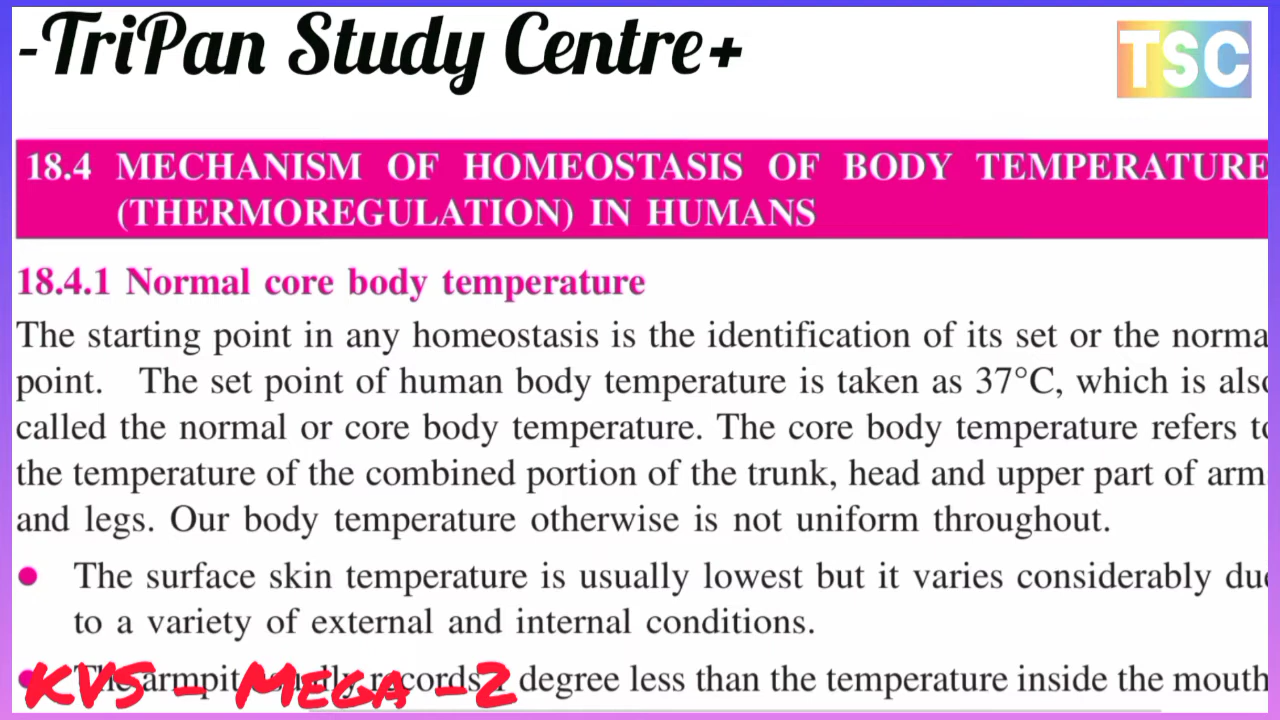 -TriPan Study Centre+
TSC
18.4 MECHANISM OF HOMEOSTASIS OF BODY TEMPERATURE
(THERMOREGULATION) IN HUMANS
18.4.1 Normal core body temperature
The starting point in any homeostasis is the identification of its set or the norma
point. The set point of human body temperature is taken as 37°C, which is also
called the normal or core body temperature. The core body temperature refers to
the temperature of the combined portion of the trunk, head and upper part of arm
and legs. Our body temperature otherwise is not uniform throughout.
● The surface skin temperature is usually lowest but it varies considerably due
to a variety of external and internal conditions.
● The armpit usually records 1 degree less than the temperature inside the mouth
KVS - MEGA -2